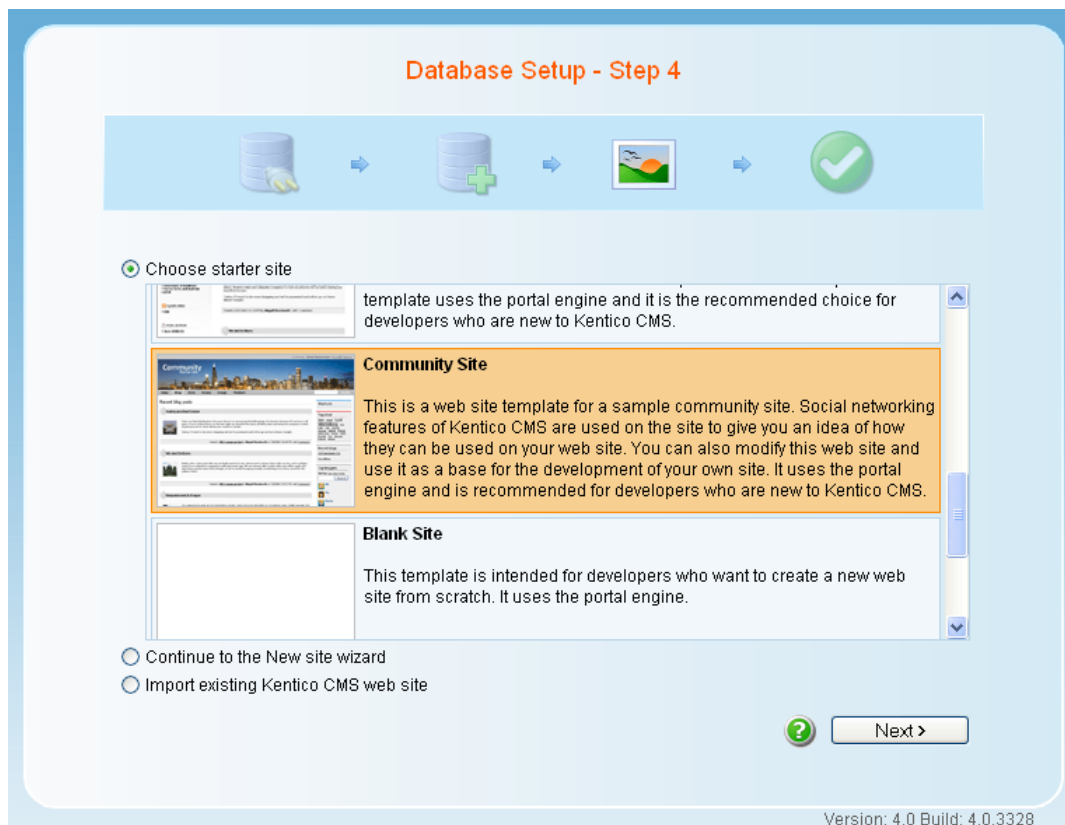 Database Setup - Step 4
Choose starter site
template uses the portal engine and it is the recommended choice for
developers who are new to Kentico CMS.
Community
Community Site
This is a web site template for a sample community site. Social networking
features of Kentico CMS are used on the site to give you an idea of how
they can be used on your web site. You can also modify this web site and
use it as a base for the development of your own site. It uses the portal
engine and is recommended for developers who are new to Kentico CMS.
Blank Site
This template is intended for developers who want to create a new web
site from scratch. It uses the portal engine.
Continue to the New site wizard
Import existing Kentico CMS web site
Next >
Version: 4.0 Build: 4.0.3328